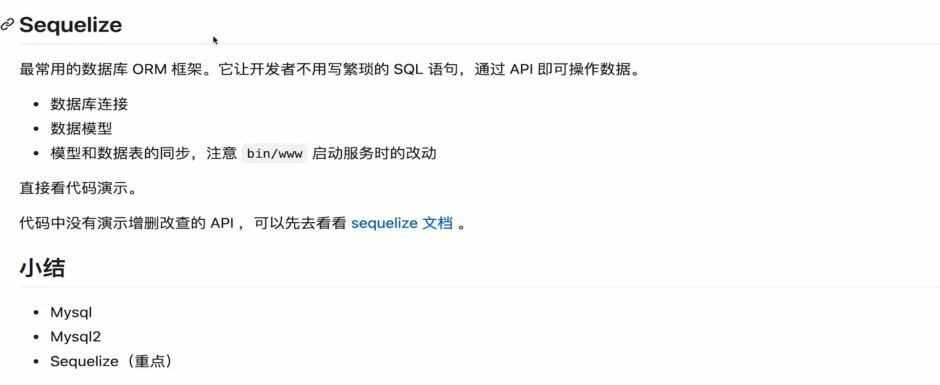 Sequelize
最常用的数据库 ORM 框架。它让开发者不用写繁琐的 SQL 语句，通过 API 即可操作数据。
• 数据库连接
• 数据模型
• 模型和数据表的同步，注意 bin/www 启动服务时的改动
直接看代码演示。
代码中没有演示增删改查的 API ，可以先去看看 sequelize 文档 。
小结
• Mysql
• Mysql2
• Sequelize（重点）